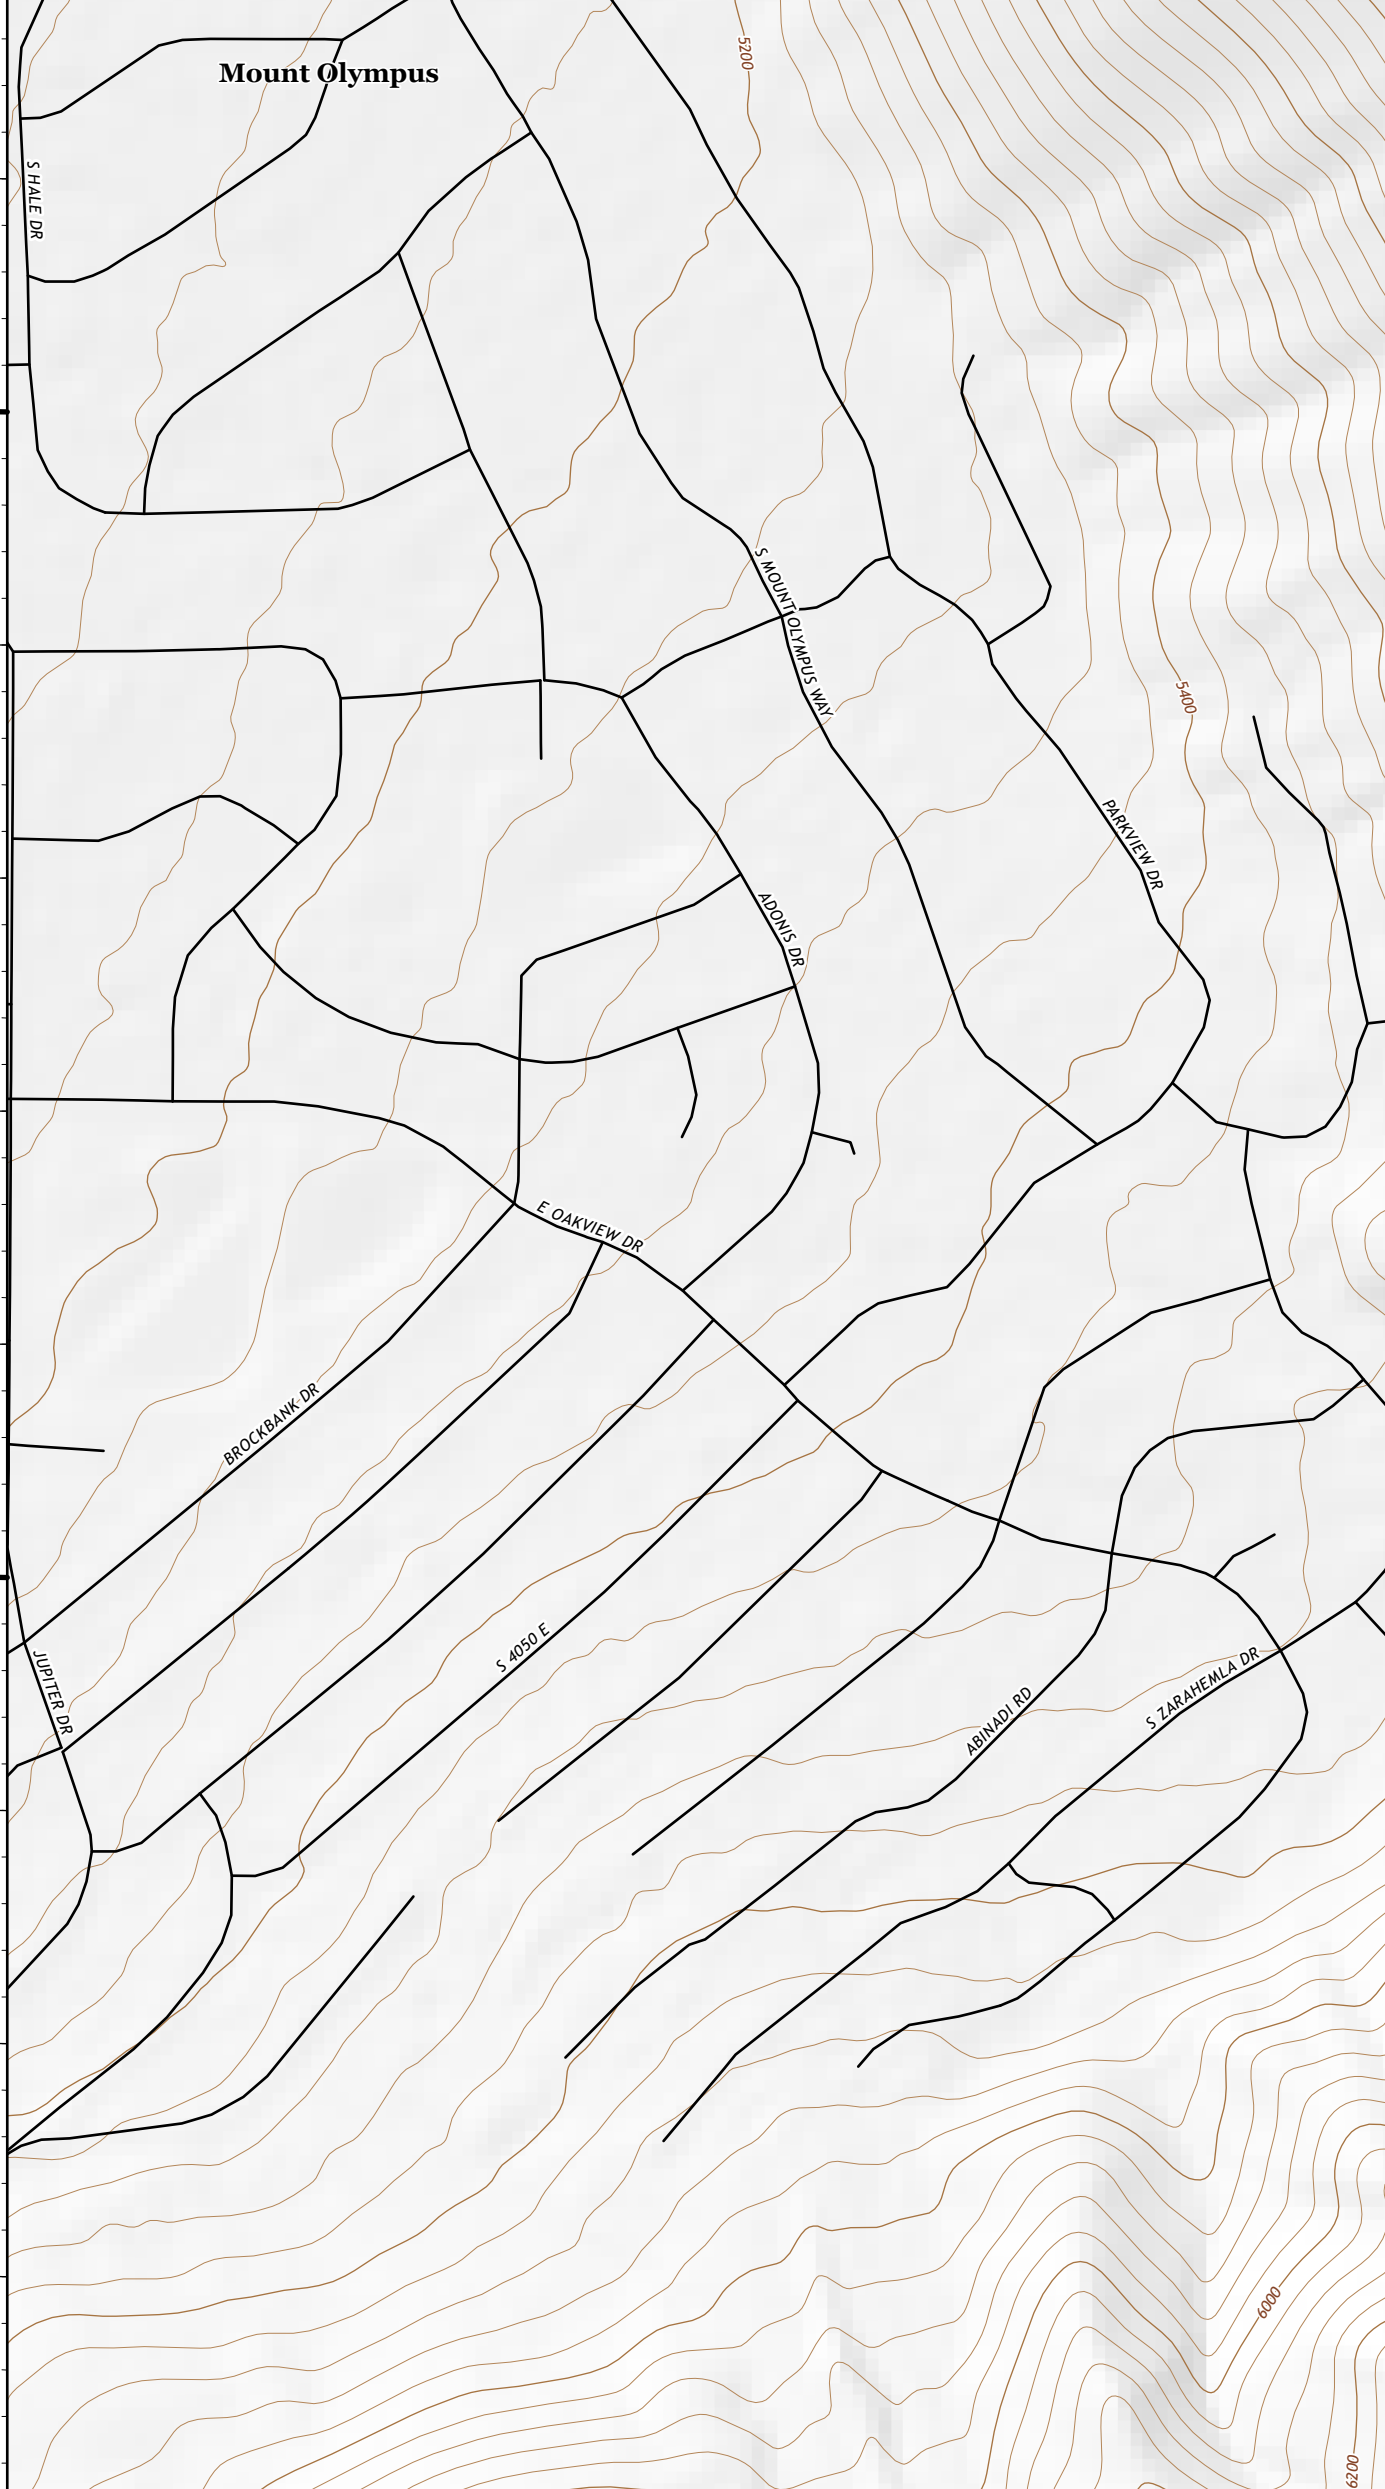 5200
Mount Olympus
S HALE DR
S MOUNT OLYMPUS WAY
5400
PARKVIEW DR
ADONIS DR
E OAKVIEW DR
BROCKBANK DR
S 4050 E
JUPITER DR
S ZARAHEMLA DR
ABINADI RD
6000
6200